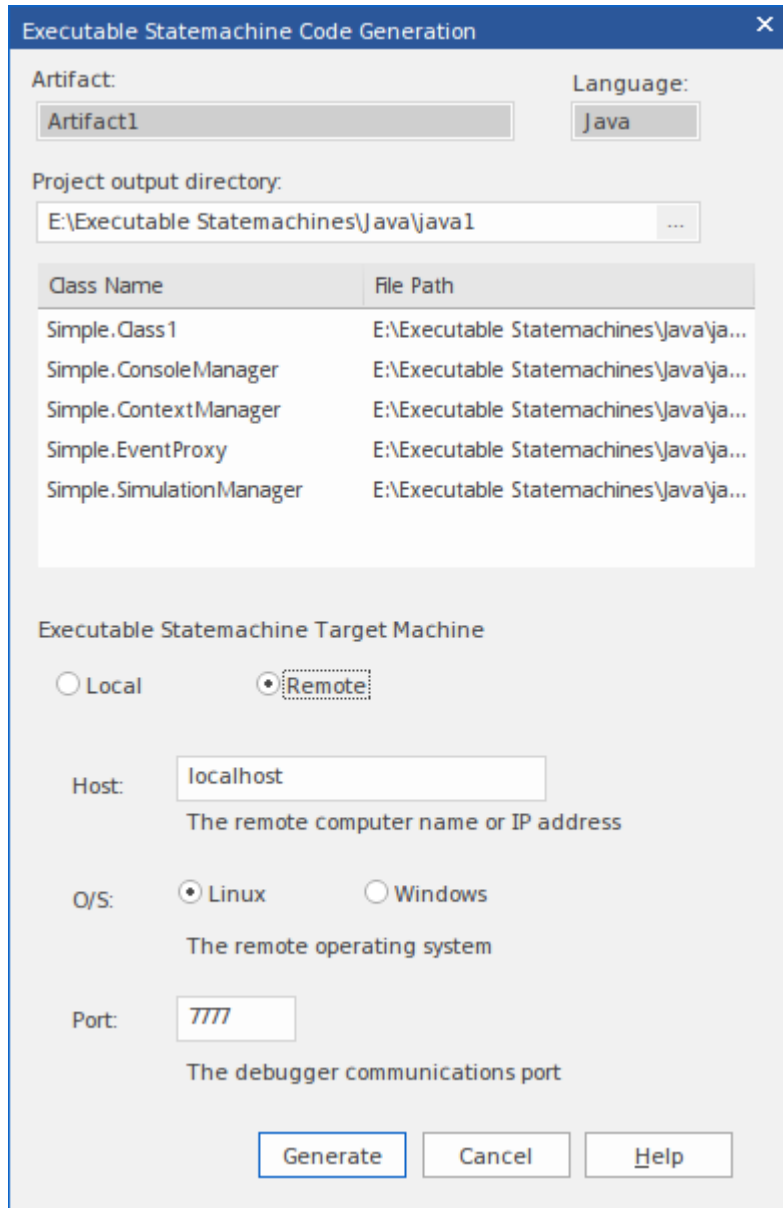 Executable Statemachine Code Generation
Artifact:
Language:
Artifact1
Java
Project output directory:
E:\Executable Statemachines\Java\java1 ...
Class Name File Path
Simple.Class1 E:\Executable Statemachines\Java\ja...
Simple.ConsoleManager E:\Executable Statemachines\Java\ja...
Simple.ContextManager E:\Executable Statemachines\Java\ja...
Simple.EventProxy E:\Executable Statemachines\Java\ja...
Simple.SimulationManager E:\Executable Statemachines\Java\ja...
Executable Statemachine Target Machine
Local Remote
Host: localhost
The remote computer name or IP address
O/S: Linux Windows
The remote operating system
Port: 7777
The debugger communications port
Generate Cancel Help